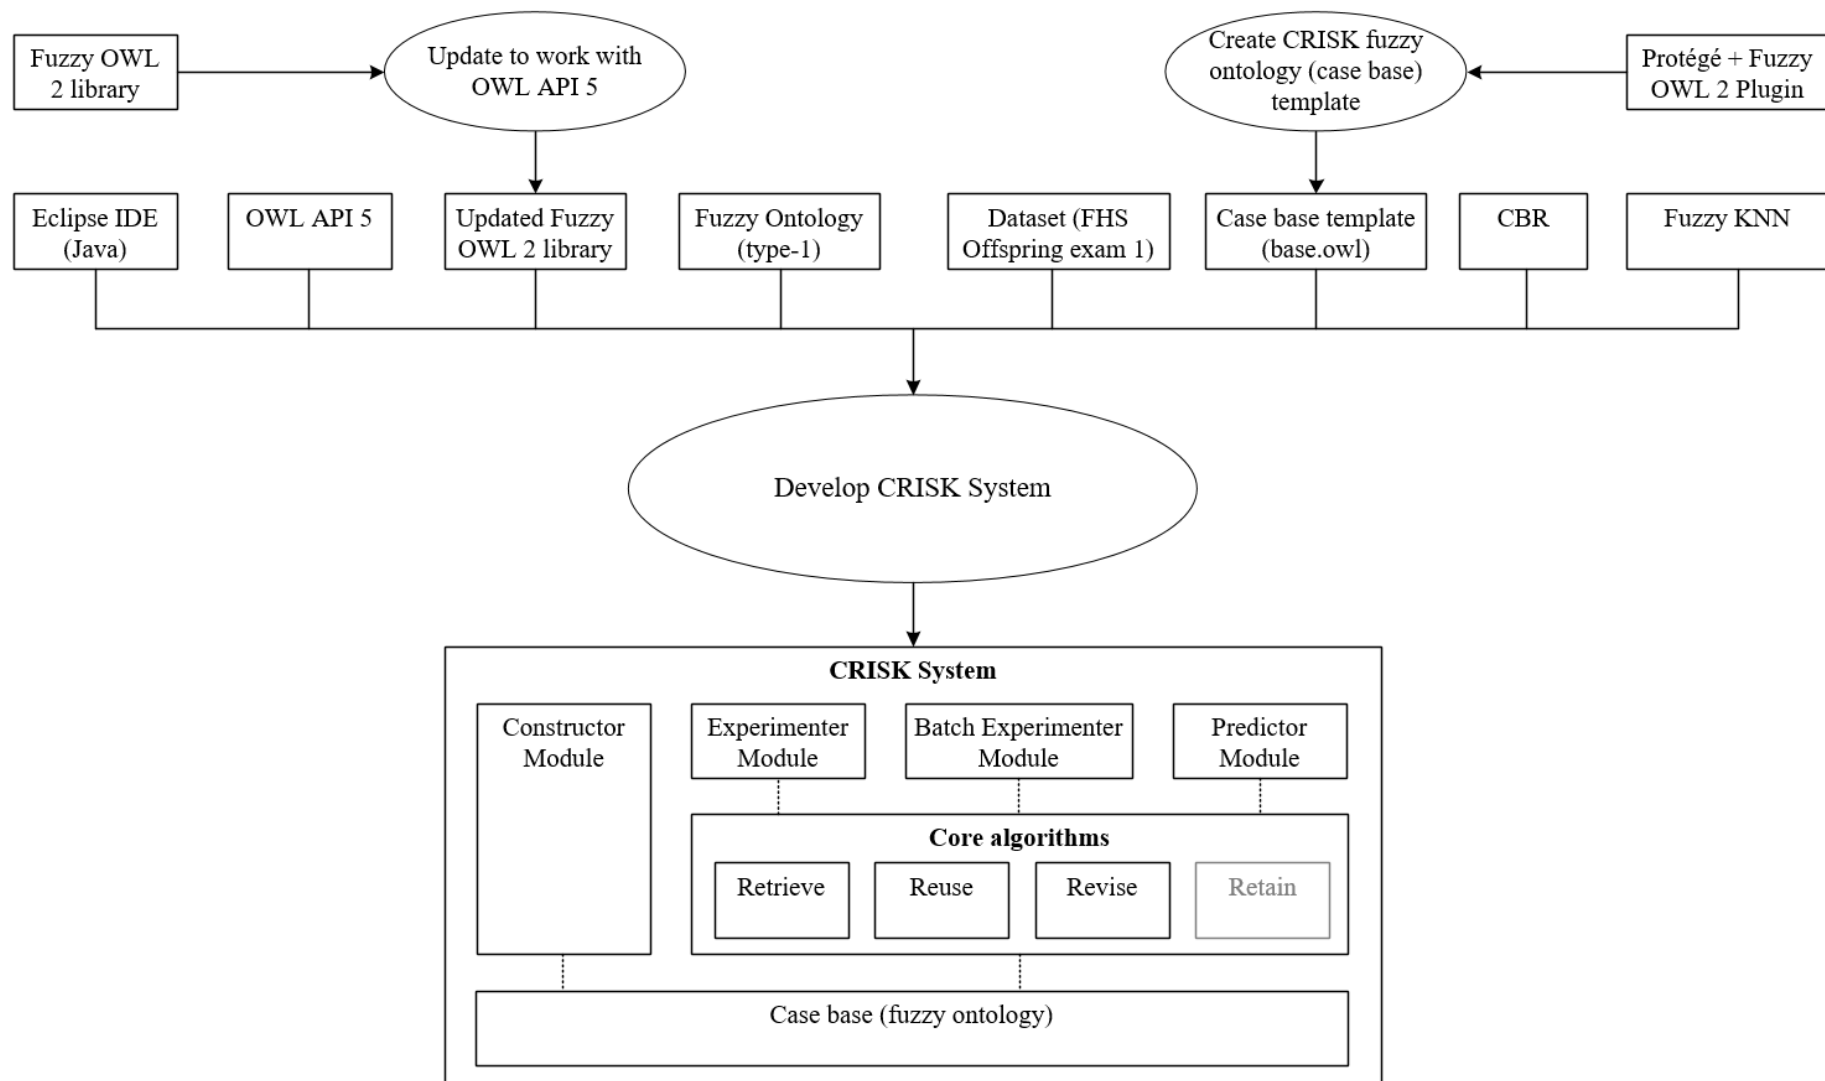 Fuzzy OWL
2 library
Update to work with
OWL API 5
Create CRISK fuzzy
ontology (case base)
template
Protégé + Fuzzy
OWL 2 Plugin
Eclipse IDE
(Java)
OWL API 5
Updated Fuzzy
OWL 2 library
Fuzzy Ontology
(type-1)
Dataset (FHS
Offspring exam 1)
Case base template
(base.owl)
CBR
Fuzzy KNN
Develop CRISK System
CRISK System
Constructor
Module
Experimenter
Module
Batch Experimenter
Module
Predictor
Module
Core algorithms
Retrieve
Reuse
Revise
Retain
Case base (fuzzy ontology)